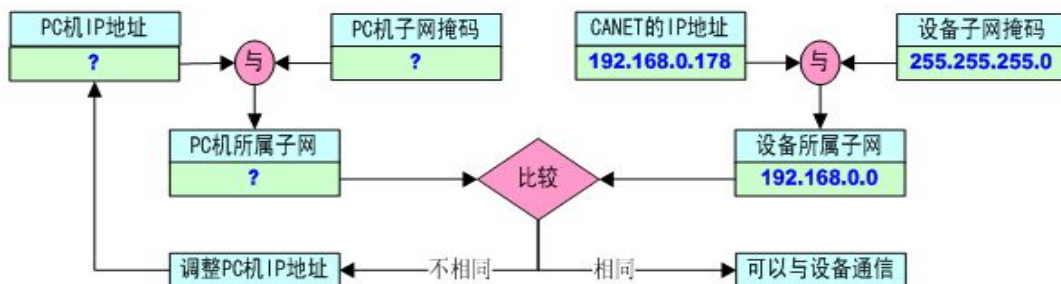 PC机IP地址
?
与
PC机子网掩码
?
CANET的IP地址
192.168.0.178
与
设备子网掩码
255.255.255.0
PC机所属子网
?
比较
设备所属子网
192.168.0.0
调整PC机IP地址
不相同
相同
可以与设备通信